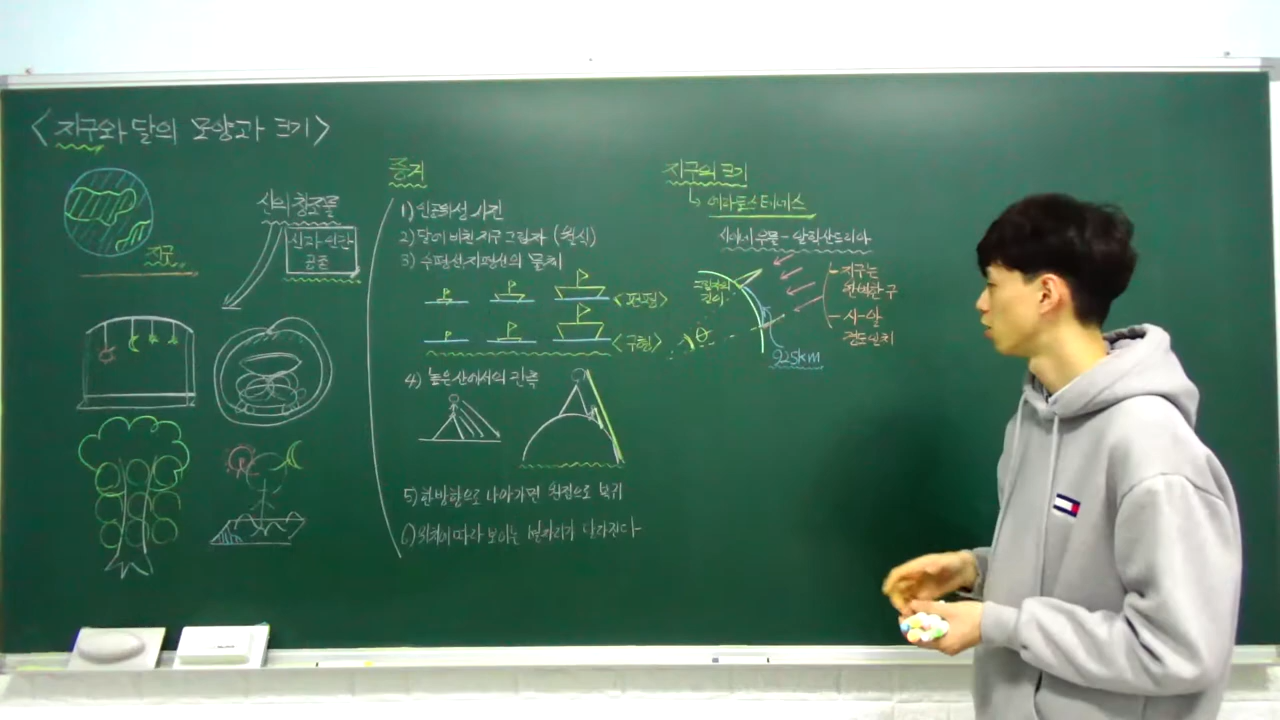 <지구와 달의 모양과 크기>
지구
신의 창조물
신과 인간
공존
증거
1) 인공위성 사진
2) 달에 비친 지구 그림자 (월식)
3) 수평선, 지평선의 물체
<편평>
<구형>
4) 높은 산에서의 관측
5) 한 방향으로 나아가면 원점으로 복귀
6) 위치에 따라 보이는 별자리가 달라진다
지구의 크기
↳ 에라토스테네스
시에네 우물 - 알렉산드리아
그림자의
길이
θ
925km
- 지구는
완벽한 구
- 시-알
경도 일치